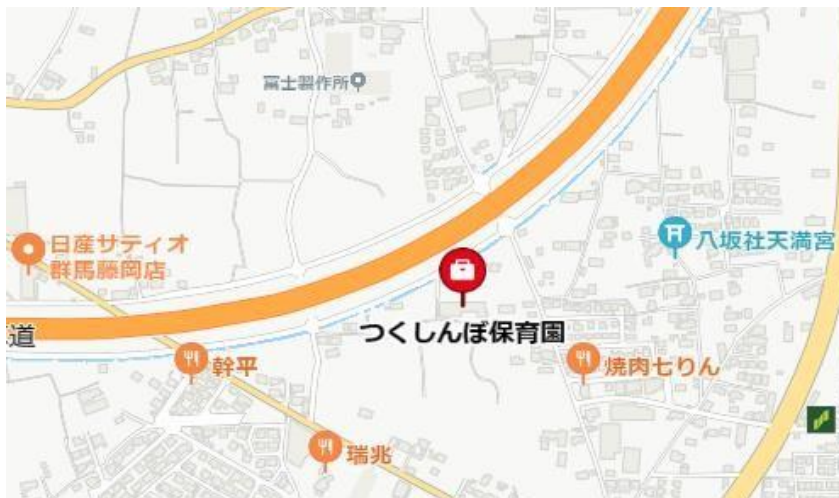 富士製作所
日産サティオ
群馬藤岡店
八坂社天満宮
道
つくしんぼ保育園
幹平
焼肉七りん
瑞兆